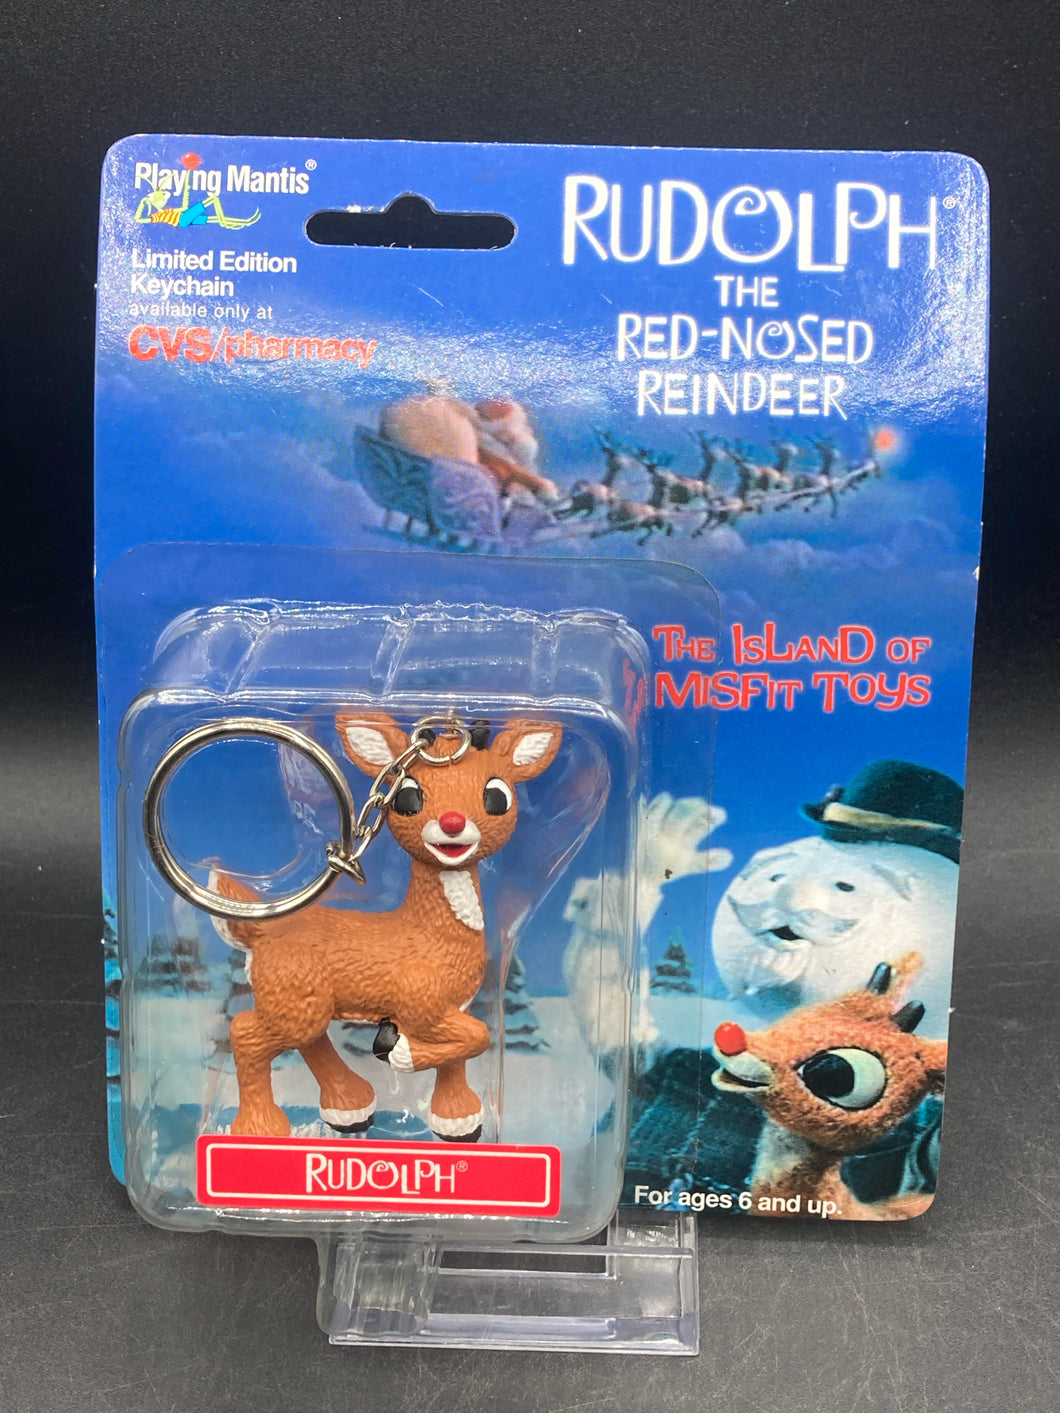 Playing Mantis®
Limited Edition
Keychain
available only at
CVS/pharmacy
RUDOLPH®
THE
RED-NOSED
REINDEER
THE ISLAND OF
MISFIT TOYS
RUDOLPH®
For ages 6 and up.